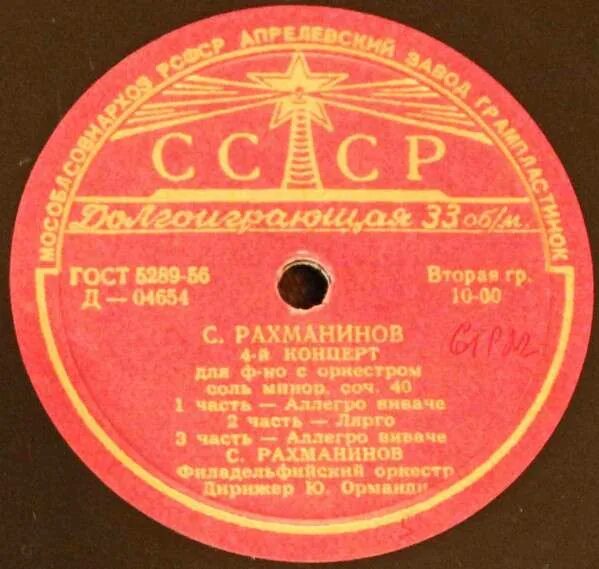 МОСОБЛСОВНАРХОЗ РСФСР АПРЕЛЕВСКИЙ ЗАВОД ГРАМПЛАСТИНОК
СССР
Долгоиграющая 33 об/м.
ГОСТ 5289-56
Д — 04654
Вторая гр.
10-00
С. РАХМАНИНОВ
4-й КОНЦЕРТ
для ф-но с оркестром
соль минор, соч. 40
1 часть — Аллегро виваче
2 часть — Лярго
3 часть — Аллегро виваче
С. РАХМАНИНОВ
Филадельфийский оркестр
Дирижер Ю. Орманди